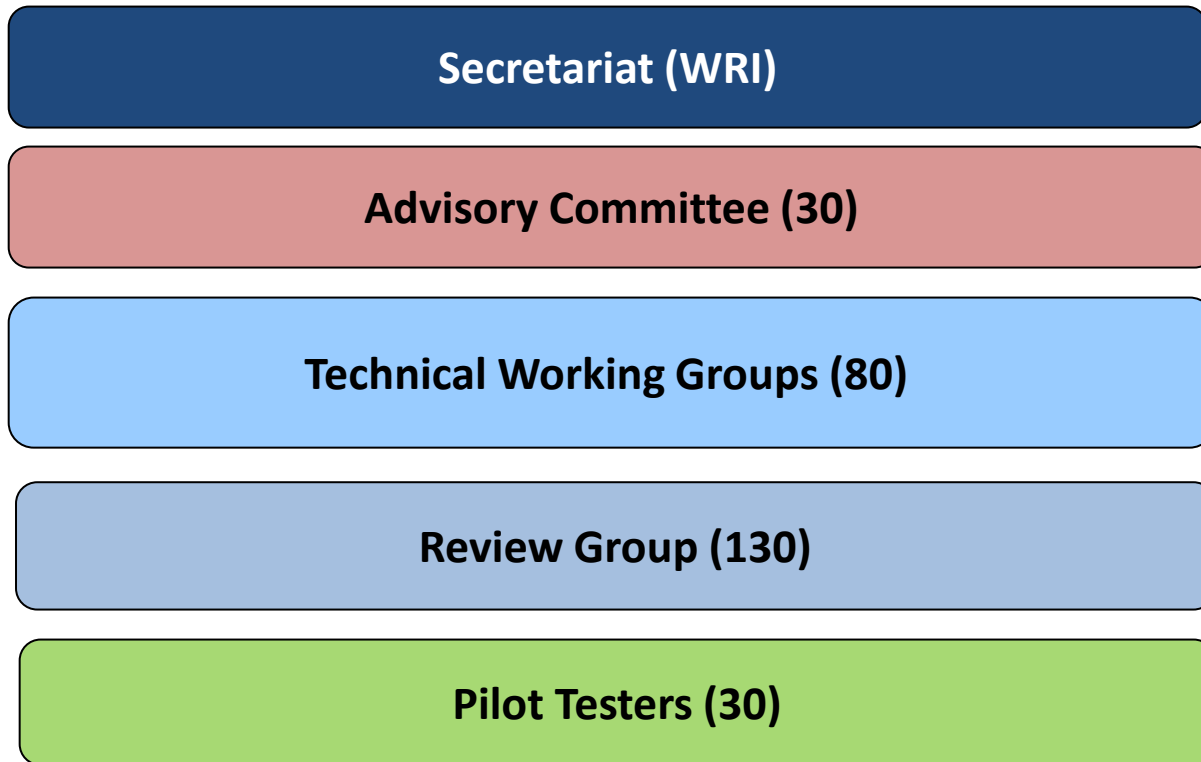 Secretariat (WRI)
Advisory Committee (30)
Technical Working Groups (80)
Review Group (130)
Pilot Testers (30)